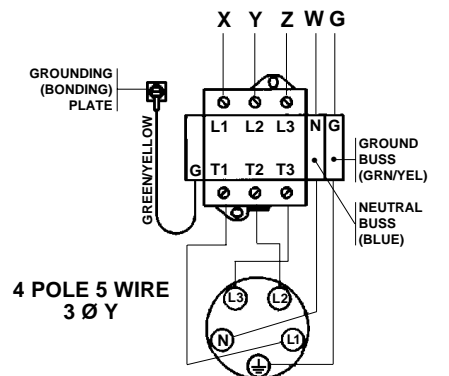 X Y Z W G
GROUNDING
(BONDING)
PLATE
GREEN/YELLOW
L1 L2 L3 N G
G T1 T2 T3
GROUND
BUSS
(GRN/YEL)
NEUTRAL
BUSS
(BLUE)
4 POLE 5 WIRE
3 Ø Y
L3 L2
N L1